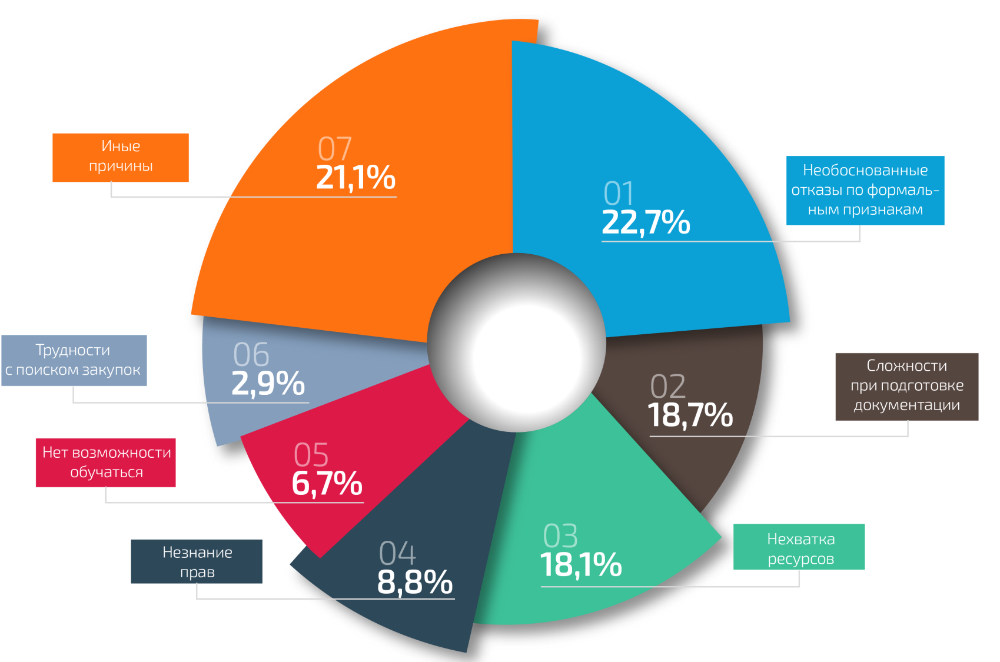 07
21,1%
Иные
причины
01
22,7%
Необоснованные
отказы по формаль-
ным признакам
02
18,7%
Сложности
при подготовке
документации
03
18,1%
Нехватка
ресурсов
04
8,8%
Незнание
прав
05
6,7%
Нет возможности
обучаться
06
2,9%
Трудности
с поиском закупок